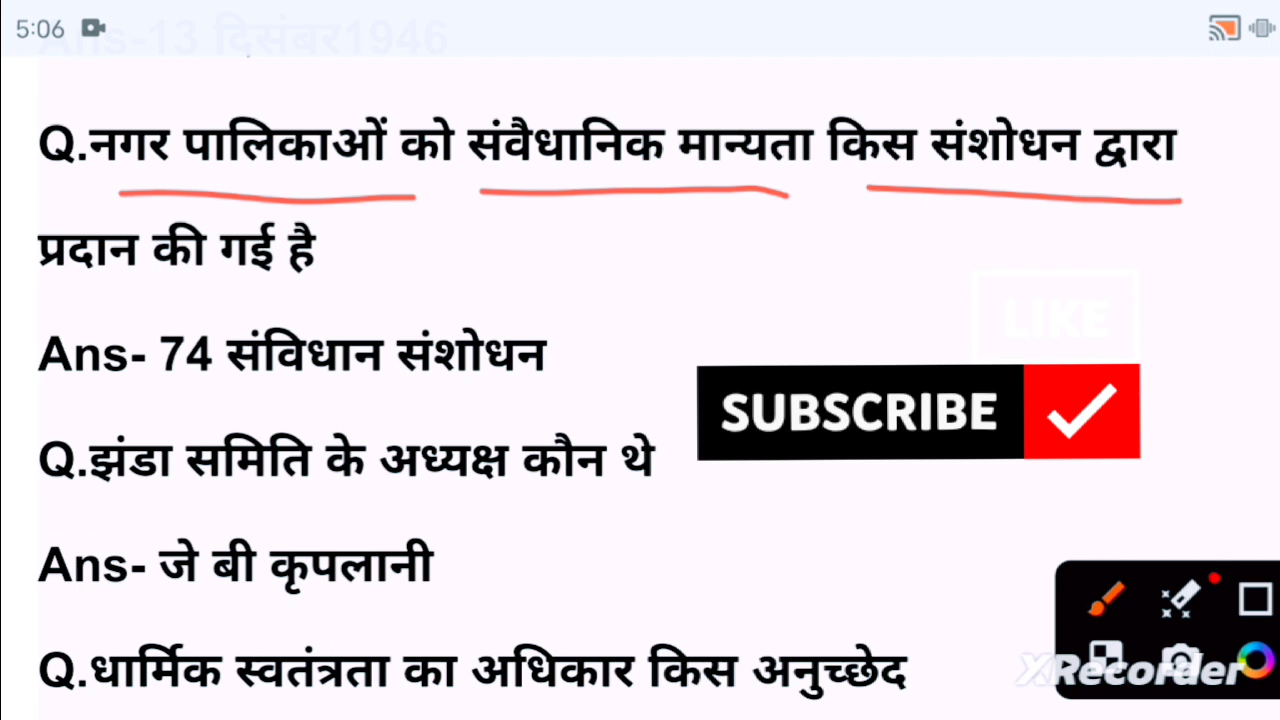 5:06
Ans-13 दिसंबर1946
Q.नगर पालिकाओं को संवैधानिक मान्यता किस संशोधन द्वारा
प्रदान की गई है
LIKE
Ans- 74 संविधान संशोधन
SUBSCRIBE
Q.झंडा समिति के अध्यक्ष कौन थे
Ans- जे बी कृपलानी
Q.धार्मिक स्वतंत्रता का अधिकार किस अनुच्छेद
XRecorder